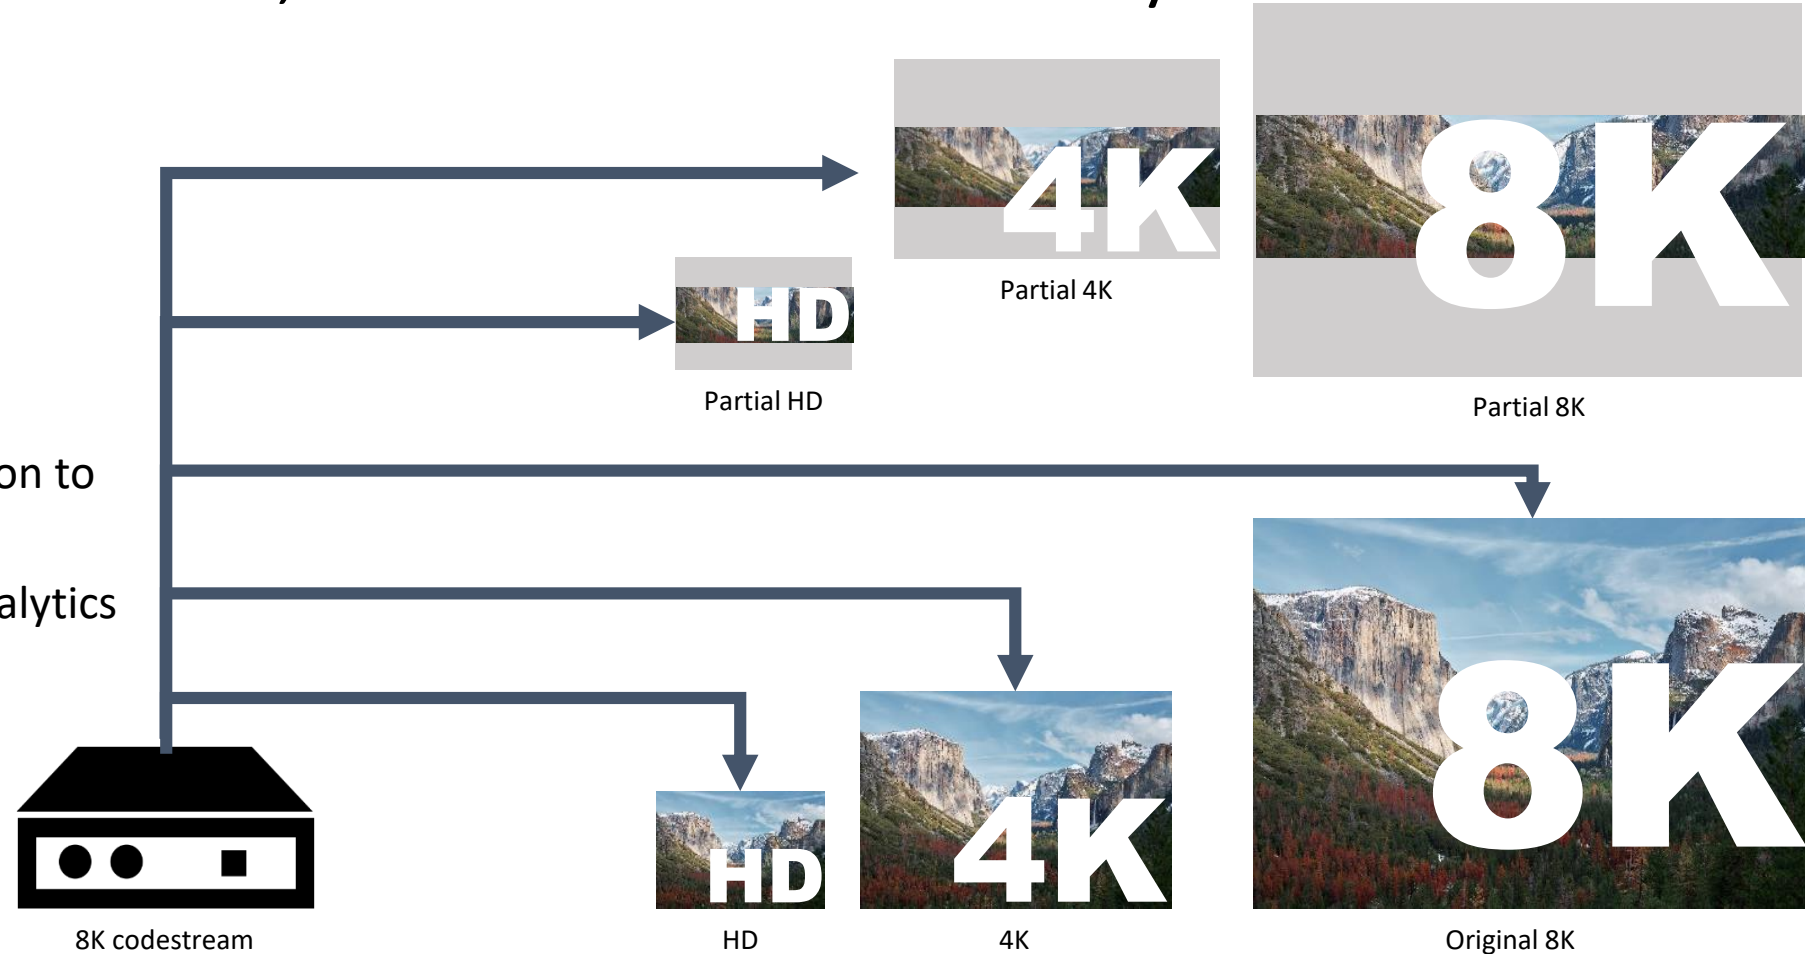 4K
8K
Partial 4K
HD
Partial HD
Partial 8K
on to
alytics
8K
4K
HD
8K codestream
HD
4K
Original 8K